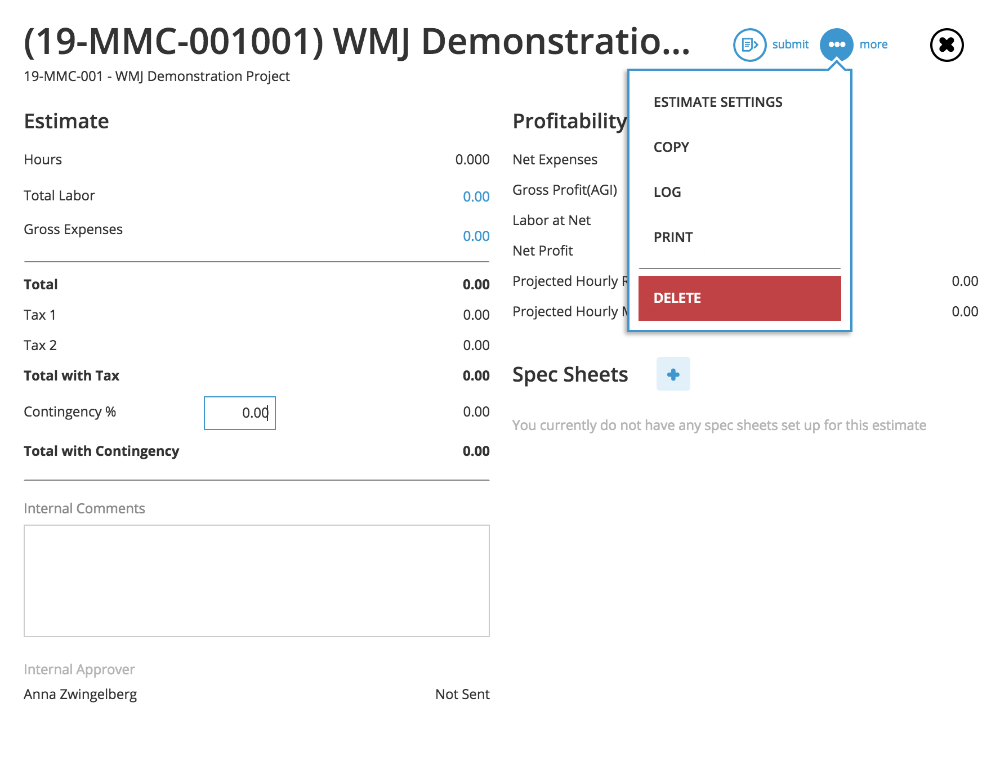 (19-MMC-001001) WMJ Demonstratio...
submit
more
19-MMC-001 - WMJ Demonstration Project
ESTIMATE SETTINGS
COPY
LOG
PRINT
DELETE
Estimate
Hours 0.000
Total Labor 0.00
Gross Expenses 0.00
Total 0.00
Tax 1 0.00
Tax 2 0.00
Total with Tax 0.00
Contingency % 0.00 0.00
Total with Contingency 0.00
Internal Comments
Internal Approver
Anna Zwingelberg Not Sent
Profitability
Net Expenses
Gross Profit(AGI)
Labor at Net
Net Profit
Projected Hourly 0.00
Projected Hourly 0.00
Spec Sheets
You currently do not have any spec sheets set up for this estimate